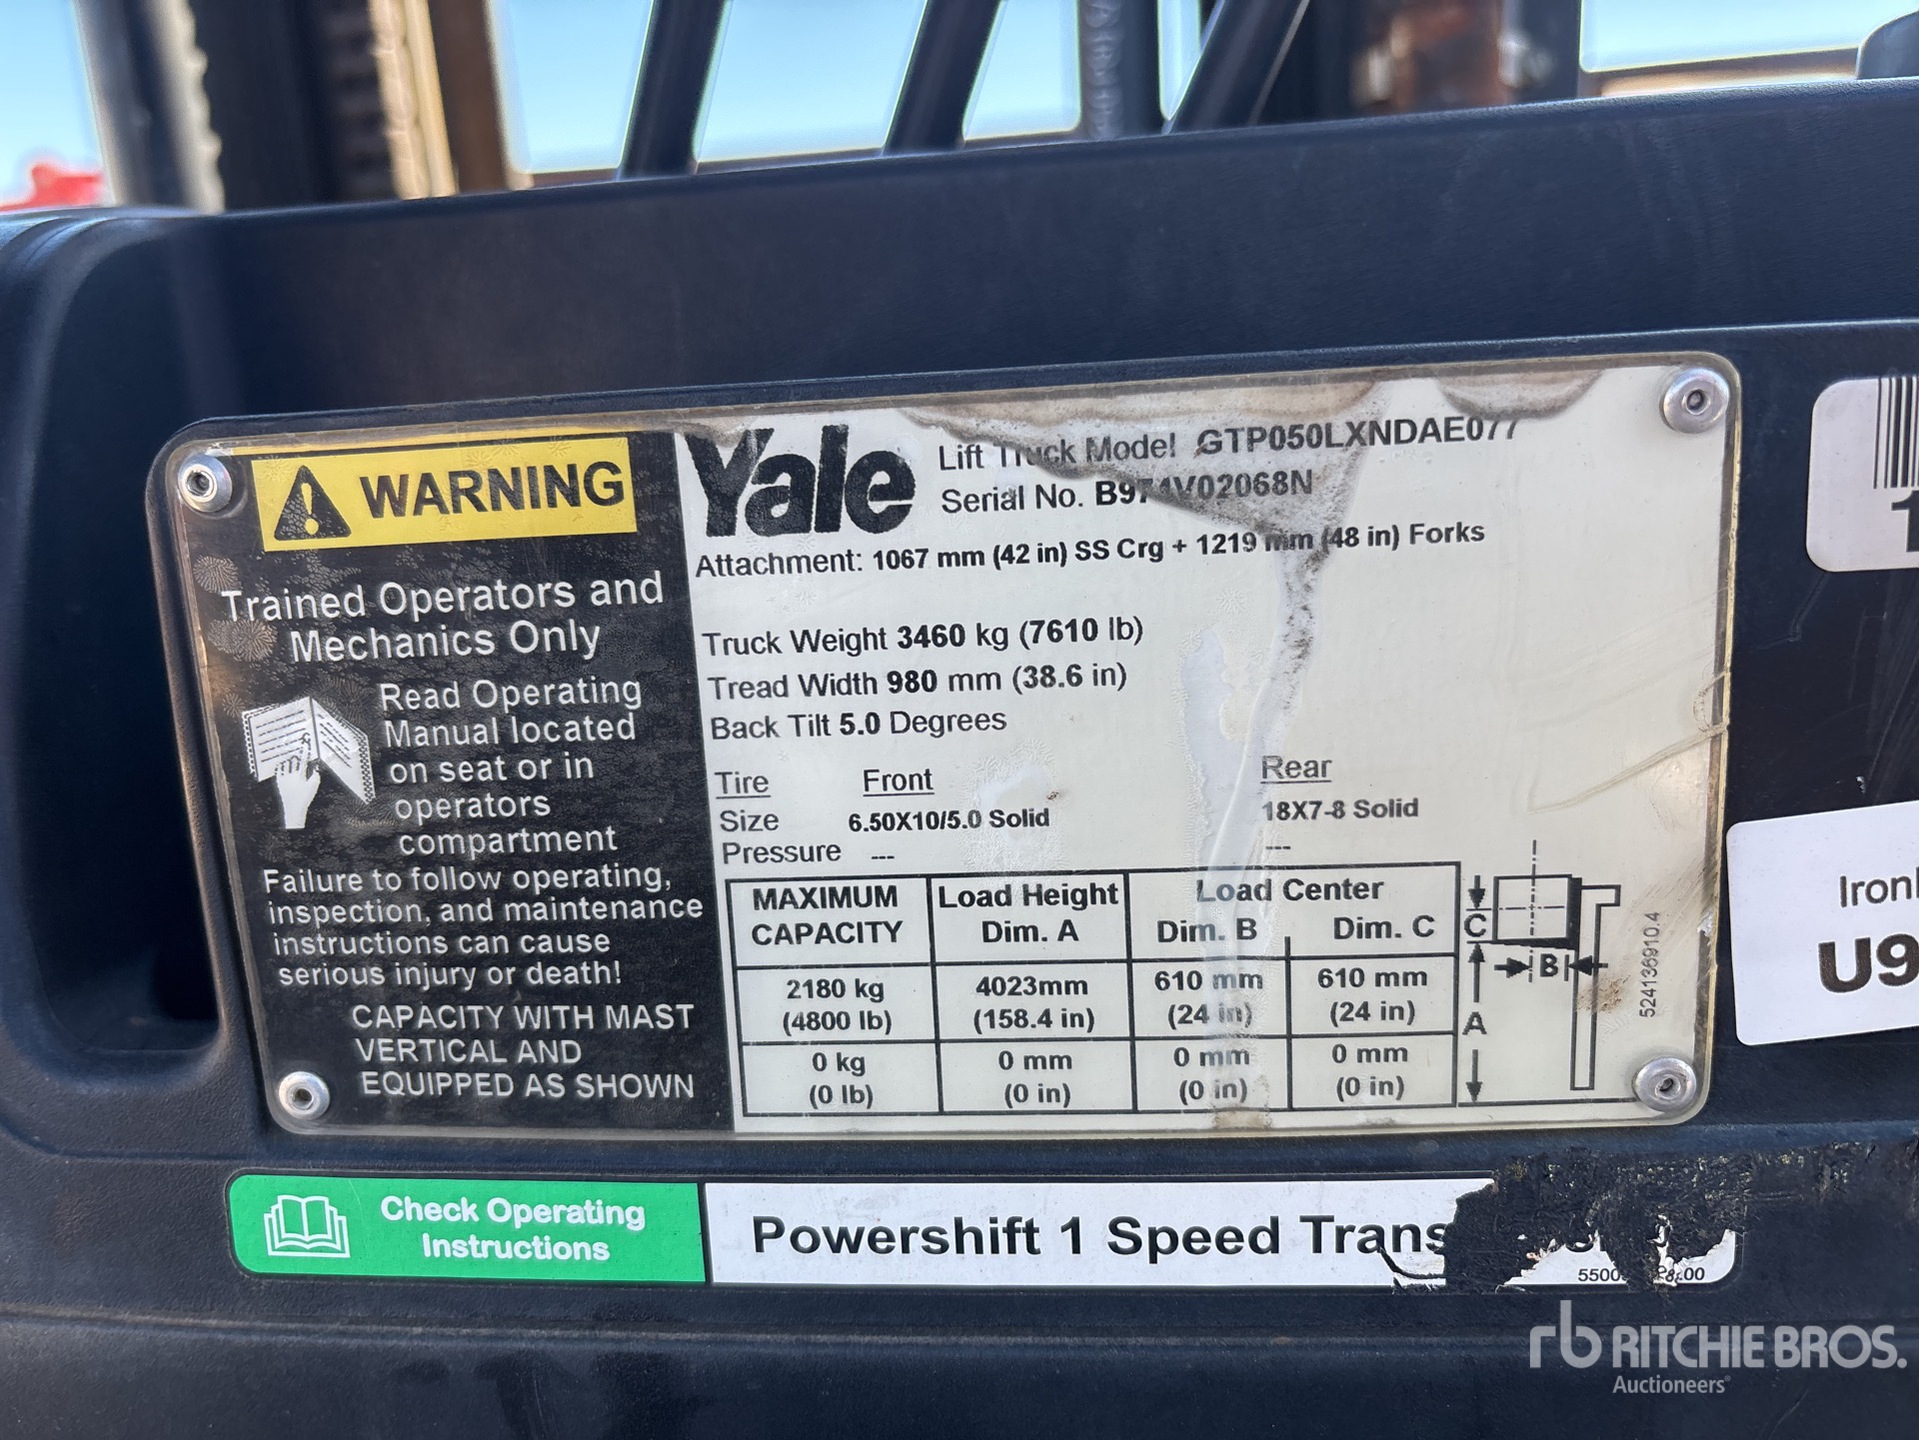 WARNING
Trained Operators and
Mechanics Only
Read Operating
Manual located
on seat or in
operators
compartment
Failure to follow operating,
inspection, and maintenance
instructions can cause
serious injury or death!
CAPACITY WITH MAST
VERTICAL AND
EQUIPPED AS SHOWN
Yale
Lift Truck Model GTP050LXNDAE077
Serial No. B974V02068N
Attachment: 1067 mm (42 in) SS Crg + 1219 mm (48 in) Forks
Truck Weight 3460 kg (7610 lb)
Tread Width 980 mm (38.6 in)
Back Tilt 5.0 Degrees
Tire Front Rear
Size 6.50X10/5.0 Solid 18X7-8 Solid
Pressure --- ---
MAXIMUM CAPACITY Load Height Dim. A Load Center Dim. B Dim. C
2180 kg 4023mm 610 mm 610 mm
(4800 lb) (158.4 in) (24 in) (24 in)
0 kg 0 mm 0 mm 0 mm
(0 lb) (0 in) (0 in) (0 in)
C
B
A
524136910.4
Check Operating
Instructions
Powershift 1 Speed Trans
U9
rb RITCHIE BROS.
Auctioneers